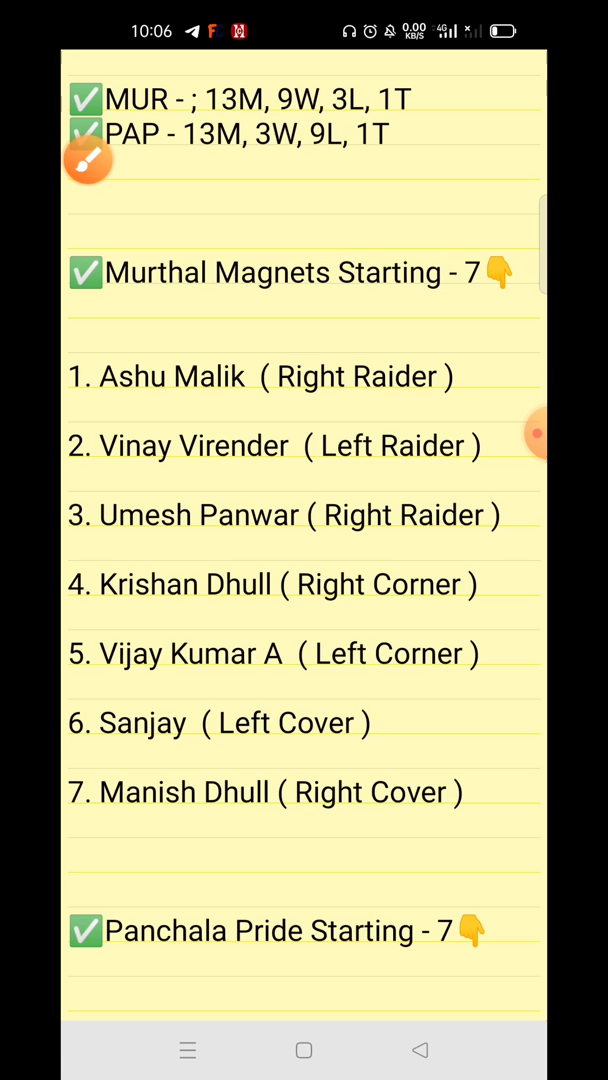 10:06 0.00 KB/S 4G
✅MUR - ; 13M, 9W, 3L, 1T
✅PAP - 13M, 3W, 9L, 1T
✅Murthal Magnets Starting - 7👇
1. Ashu Malik ( Right Raider )
2. Vinay Virender ( Left Raider )
3. Umesh Panwar ( Right Raider )
4. Krishan Dhull ( Right Corner )
5. Vijay Kumar A ( Left Corner )
6. Sanjay ( Left Cover )
7. Manish Dhull ( Right Cover )
✅Panchala Pride Starting - 7👇